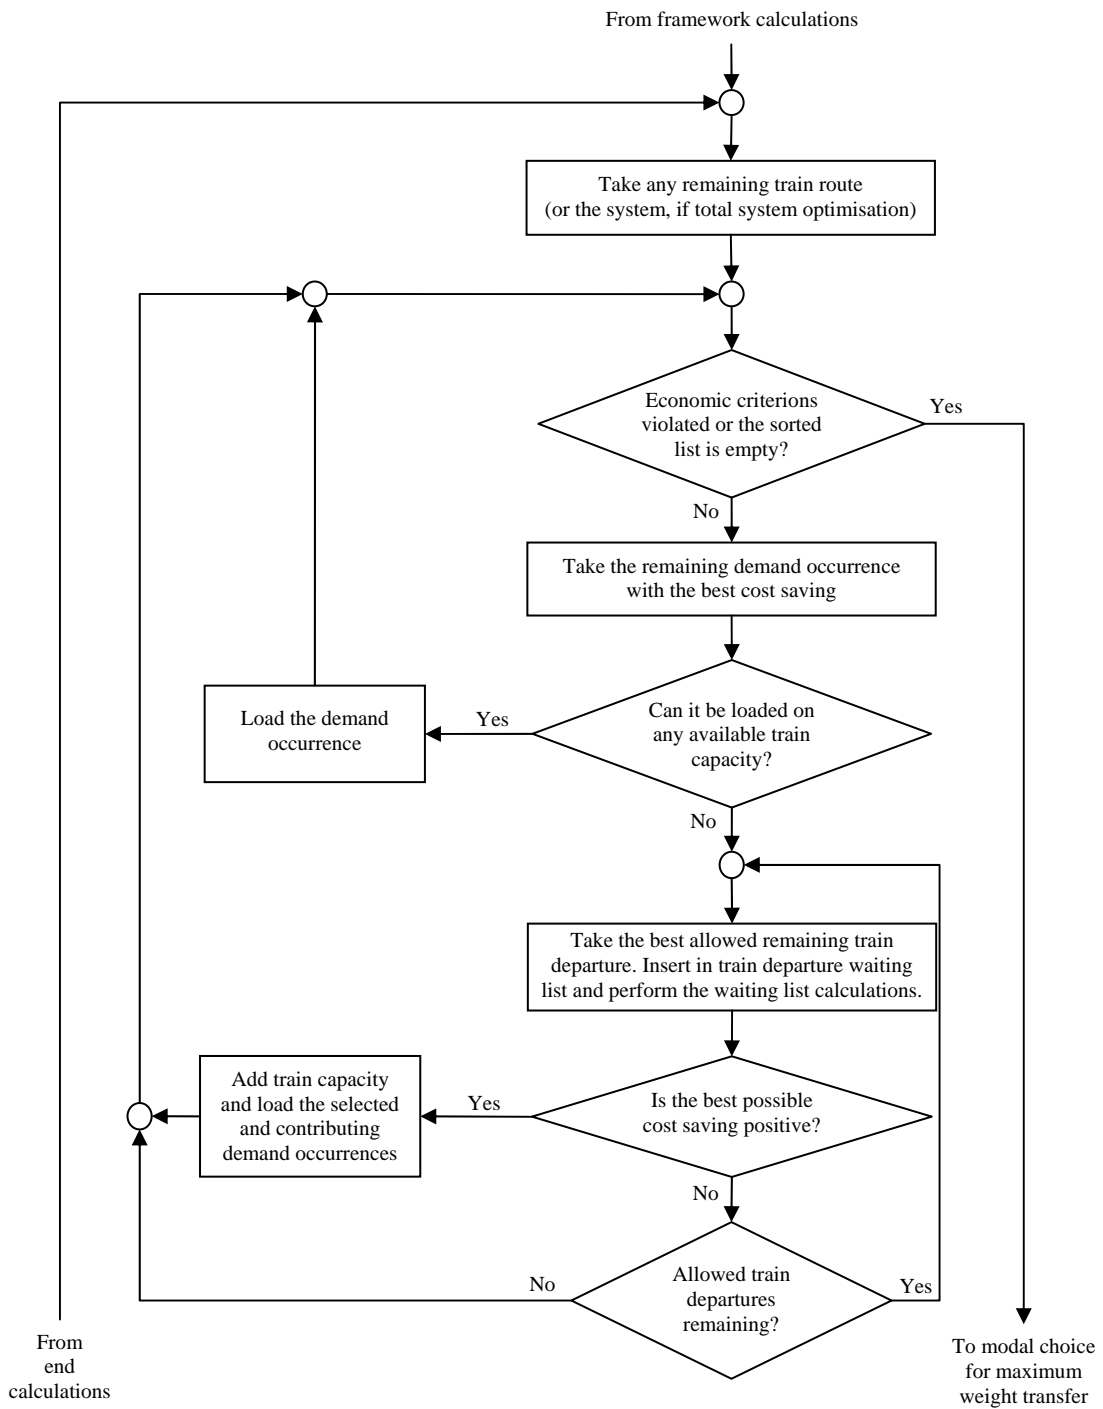 From framework calculations
Take any remaining train route
(or the system, if total system optimisation)
Economic criterions
violated or the sorted
list is empty?
Yes
No
Take the remaining demand occurrence
with the best cost saving
Can it be loaded on
any available train
capacity?
Yes
Load the demand
occurrence
No
Take the best allowed remaining train
departure. Insert in train departure waiting
list and perform the waiting list calculations.
Is the best possible
cost saving positive?
Yes
Add train capacity
and load the selected
and contributing
demand occurrences
No
Allowed train
departures
remaining?
No
Yes
From
end
calculations
To modal choice
for maximum
weight transfer